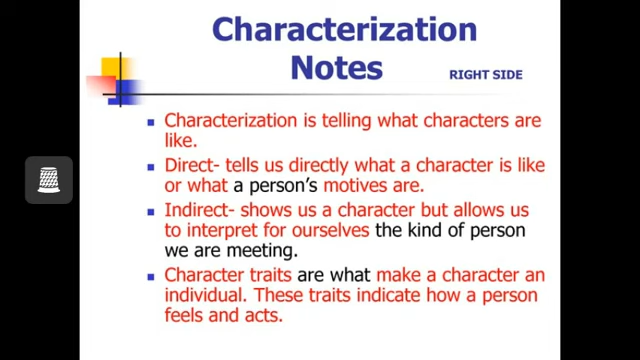 Characterization
Notes
RIGHT SIDE
Characterization is telling what characters are
like.
Direct- tells us directly what a character is like
or what a person's motives are.
Indirect- shows us a character but allows us
to interpret for ourselves the kind of person
we are meeting.
Character traits are what make a character an
individual. These traits indicate how a person
feels and acts.